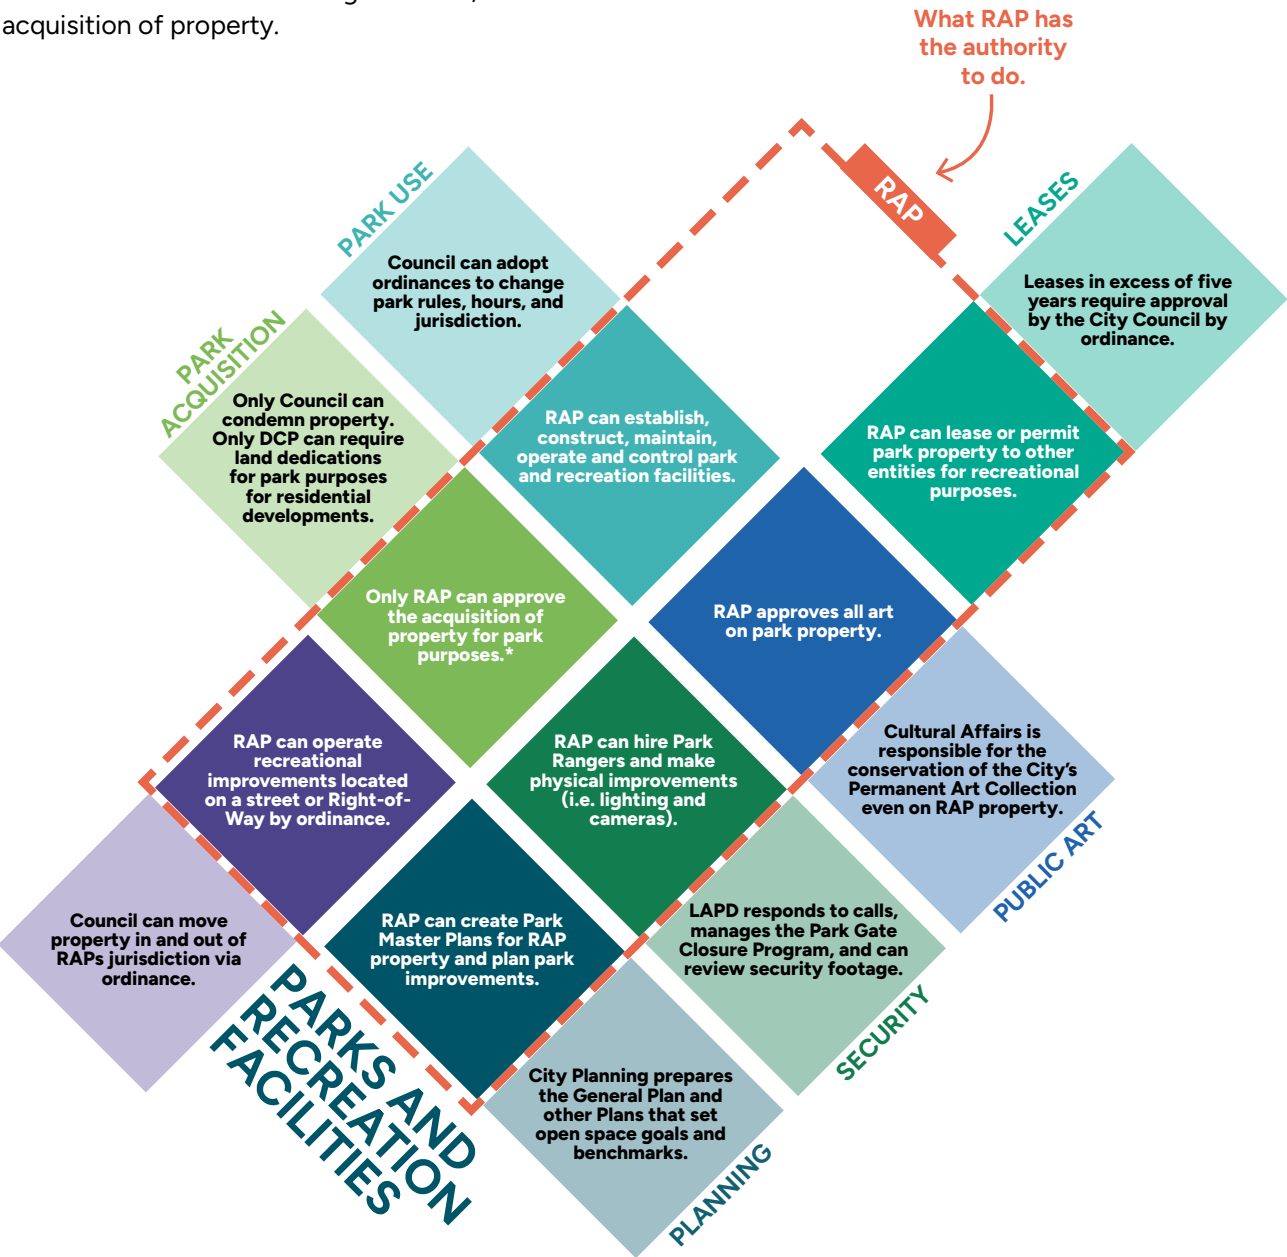 acquisition of property.
What RAP has
the authority
to do.
RAP
PARK USE
Council can adopt
ordinances to change
park rules, hours, and
jurisdiction.
LEASES
Leases in excess of five
years require approval
by the City Council by
ordinance.
PARK
ACQUISITION
Only Council can
condemn property.
Only DCP can require
land dedications
for park purposes
for residential
developments.
RAP can establish,
construct, maintain,
operate and control park
and recreation facilities.
RAP can lease or permit
park property to other
entities for recreational
purposes.
Only RAP can approve
the acquisition of
property for park
purposes.*
RAP approves all art
on park property.
RAP can operate
recreational
improvements located
on a street or Right-of-
Way by ordinance.
RAP can hire Park
Rangers and make
physical improvements
(i.e. lighting and
cameras).
Cultural Affairs is
responsible for the
conservation of the City’s
Permanent Art Collection
even on RAP property.
PUBLIC ART
Council can move
property in and out of
RAPs jurisdiction via
ordinance.
RAP can create Park
Master Plans for RAP
property and plan park
improvements.
LAPD responds to calls,
manages the Park Gate
Closure Program, and can
review security footage.
SECURITY
PARKS AND
RECREATION
FACILITIES
City Planning prepares
the General Plan and
other Plans that set
open space goals and
benchmarks.
PLANNING